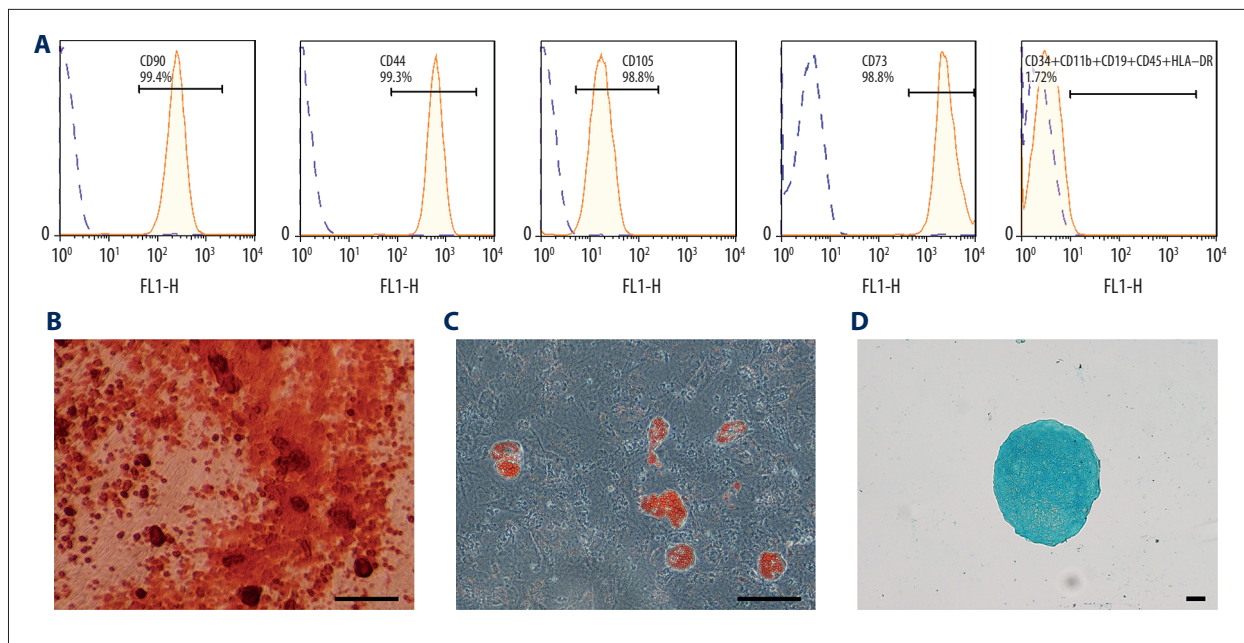 A
CD90
99.4%
0
10⁰ 10¹ 10² 10³ 10⁴
FL1-H
CD44
99.3%
0
10⁰ 10¹ 10² 10³ 10⁴
FL1-H
CD105
98.8%
0
10⁰ 10¹ 10² 10³ 10⁴
FL1-H
CD73
98.8%
0
10⁰ 10¹ 10² 10³ 10⁴
FL1-H
CD34+CD11b+CD19+CD45+HLA–DR
1.72%
0
10⁰ 10¹ 10² 10³ 10⁴
FL1-H
B
C
D